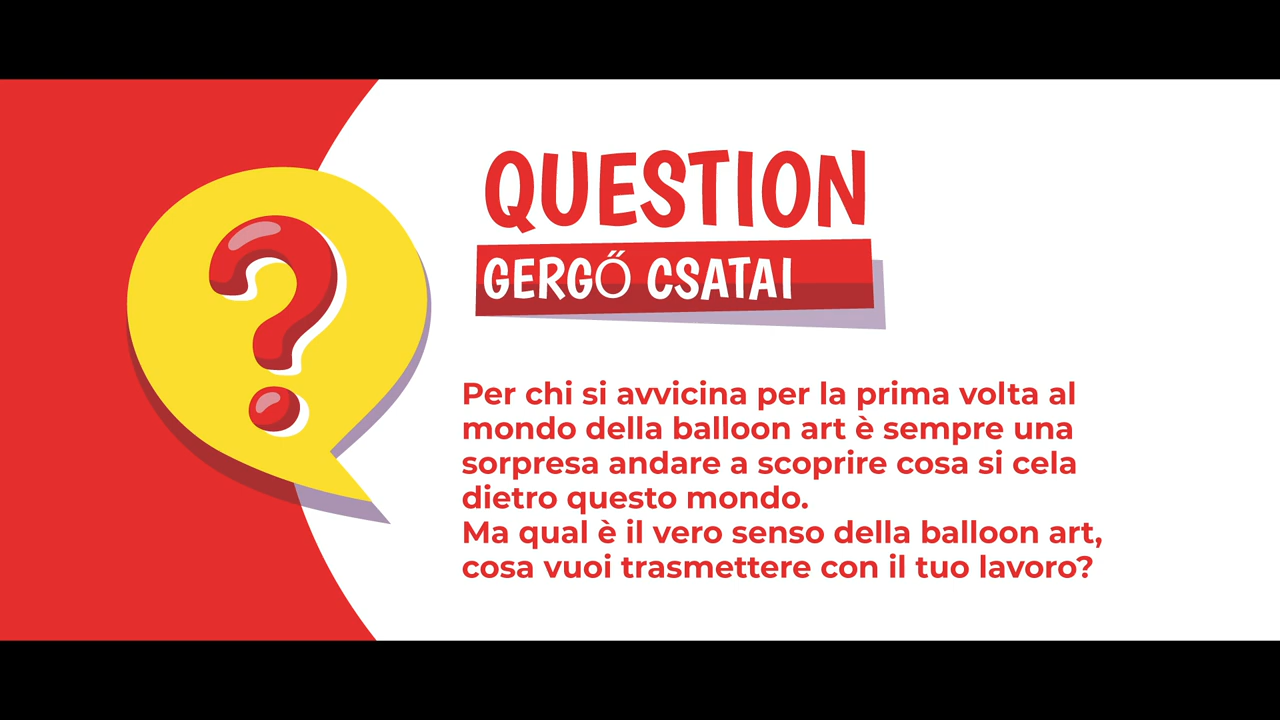 QUESTION
GERGŐ CSATAI
Per chi si avvicina per la prima volta al
mondo della balloon art è sempre una
sorpresa andare a scoprire cosa si cela
dietro questo mondo.
Ma qual è il vero senso della balloon art,
cosa vuoi trasmettere con il tuo lavoro?